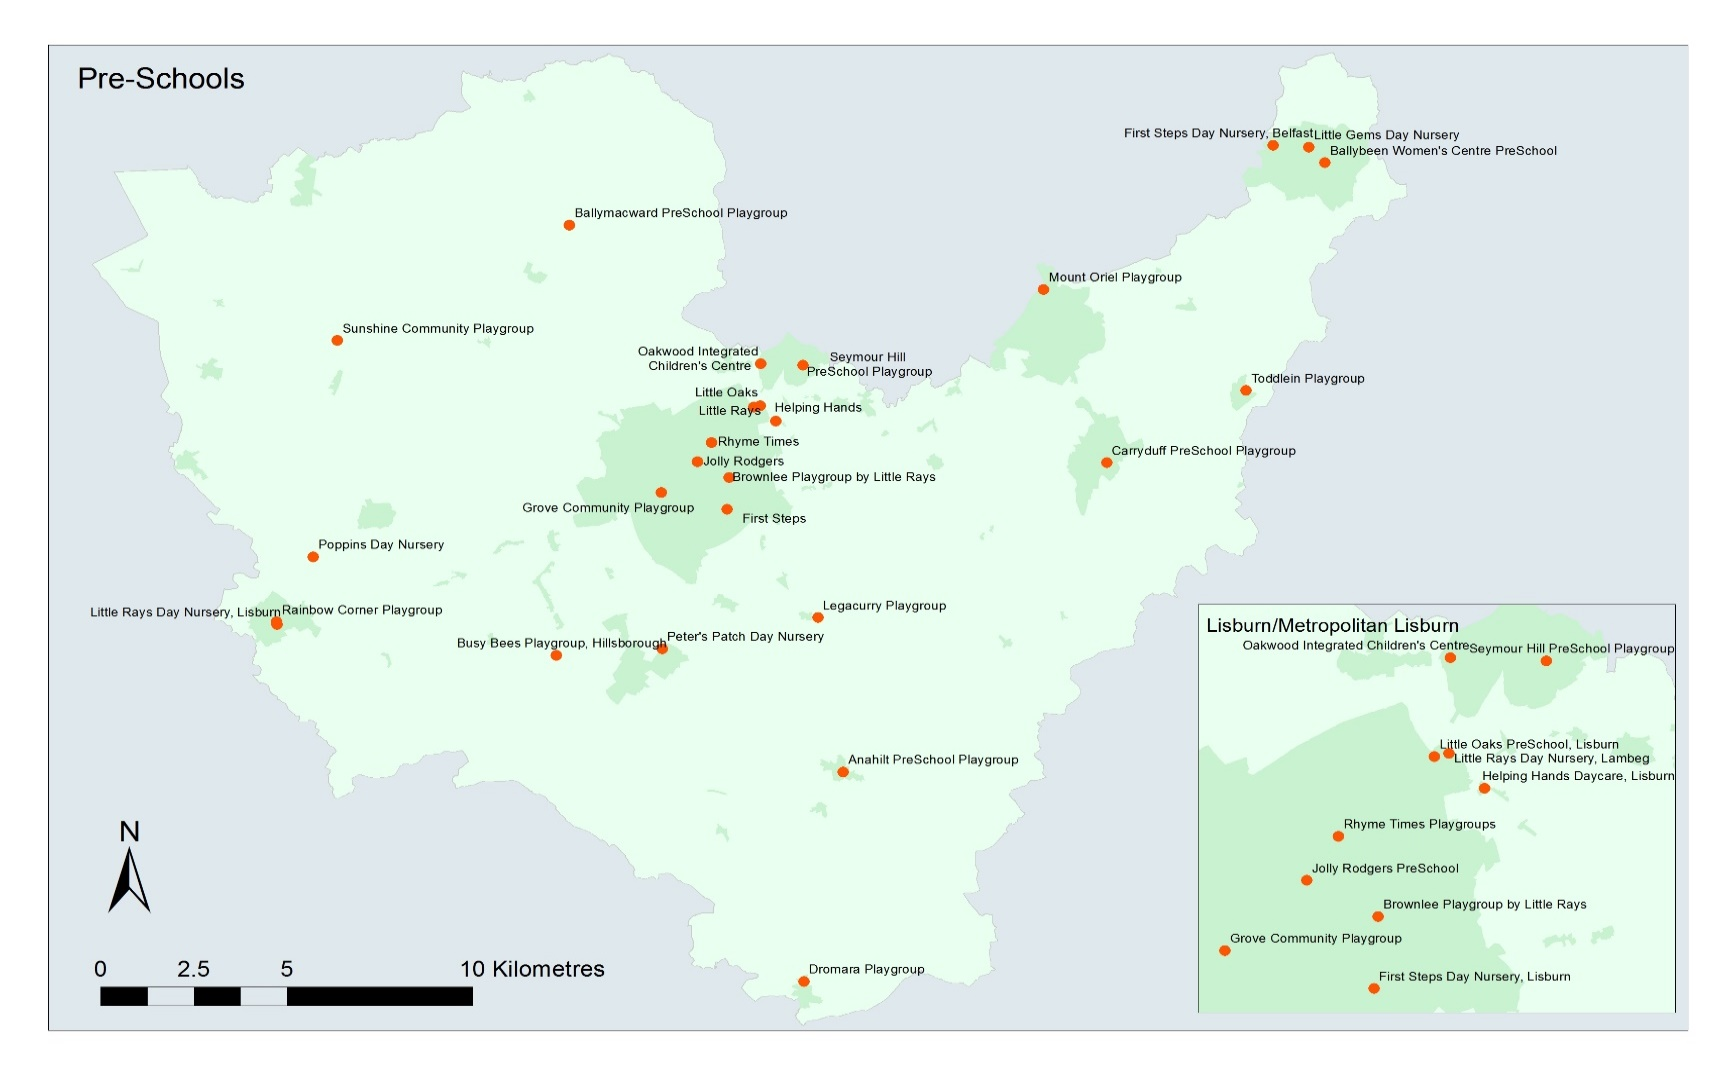 Pre-Schools
First Steps Day Nursery, Belfast
Little Gems Day Nursery
Ballybeen Women's Centre PreSchool
Ballymacward PreSchool Playgroup
Mount Oriel Playgroup
Sunshine Community Playgroup
Oakwood Integrated
Children's Centre
Seymour Hill
PreSchool Playgroup
Toddlein Playgroup
Little Oaks
Little Rays
Helping Hands
Rhyme Times
Carryduff PreSchool Playgroup
Jolly Rodgers
Brownlee Playgroup by Little Rays
Grove Community Playgroup
First Steps
Poppins Day Nursery
Little Rays Day Nursery, Lisburn
Rainbow Corner Playgroup
Legacurry Playgroup
Busy Bees Playgroup, Hillsborough
Peter's Patch Day Nursery
Anahilt PreSchool Playgroup
Dromara Playgroup
N
0 2.5 5 10 Kilometres
Lisburn/Metropolitan Lisburn
Oakwood Integrated Children's Centre
Seymour Hill PreSchool Playgroup
Little Oaks PreSchool, Lisburn
Little Rays Day Nursery, Lambeg
Helping Hands Daycare, Lisburn
Rhyme Times Playgroups
Jolly Rodgers PreSchool
Brownlee Playgroup by Little Rays
Grove Community Playgroup
First Steps Day Nursery, Lisburn